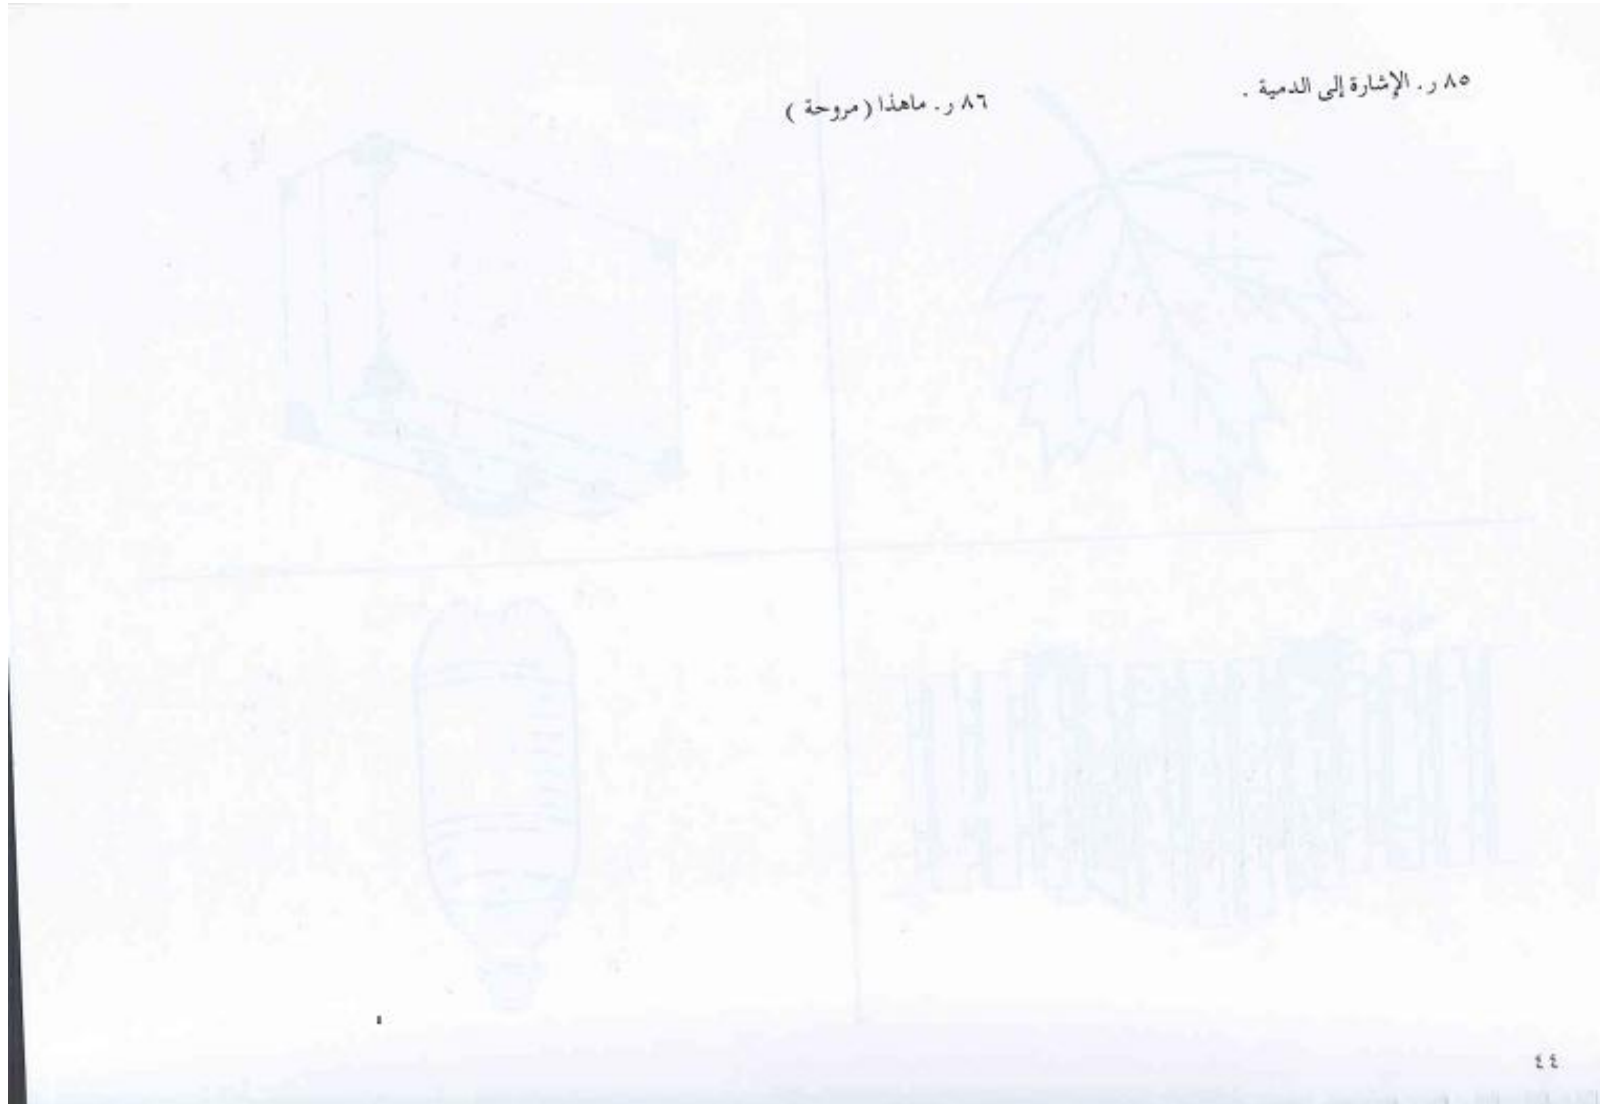 ٨٥ ر. الإشارة إلى الدمية .
٨٦ ر. ماهذا ( مروحة )
٤٤